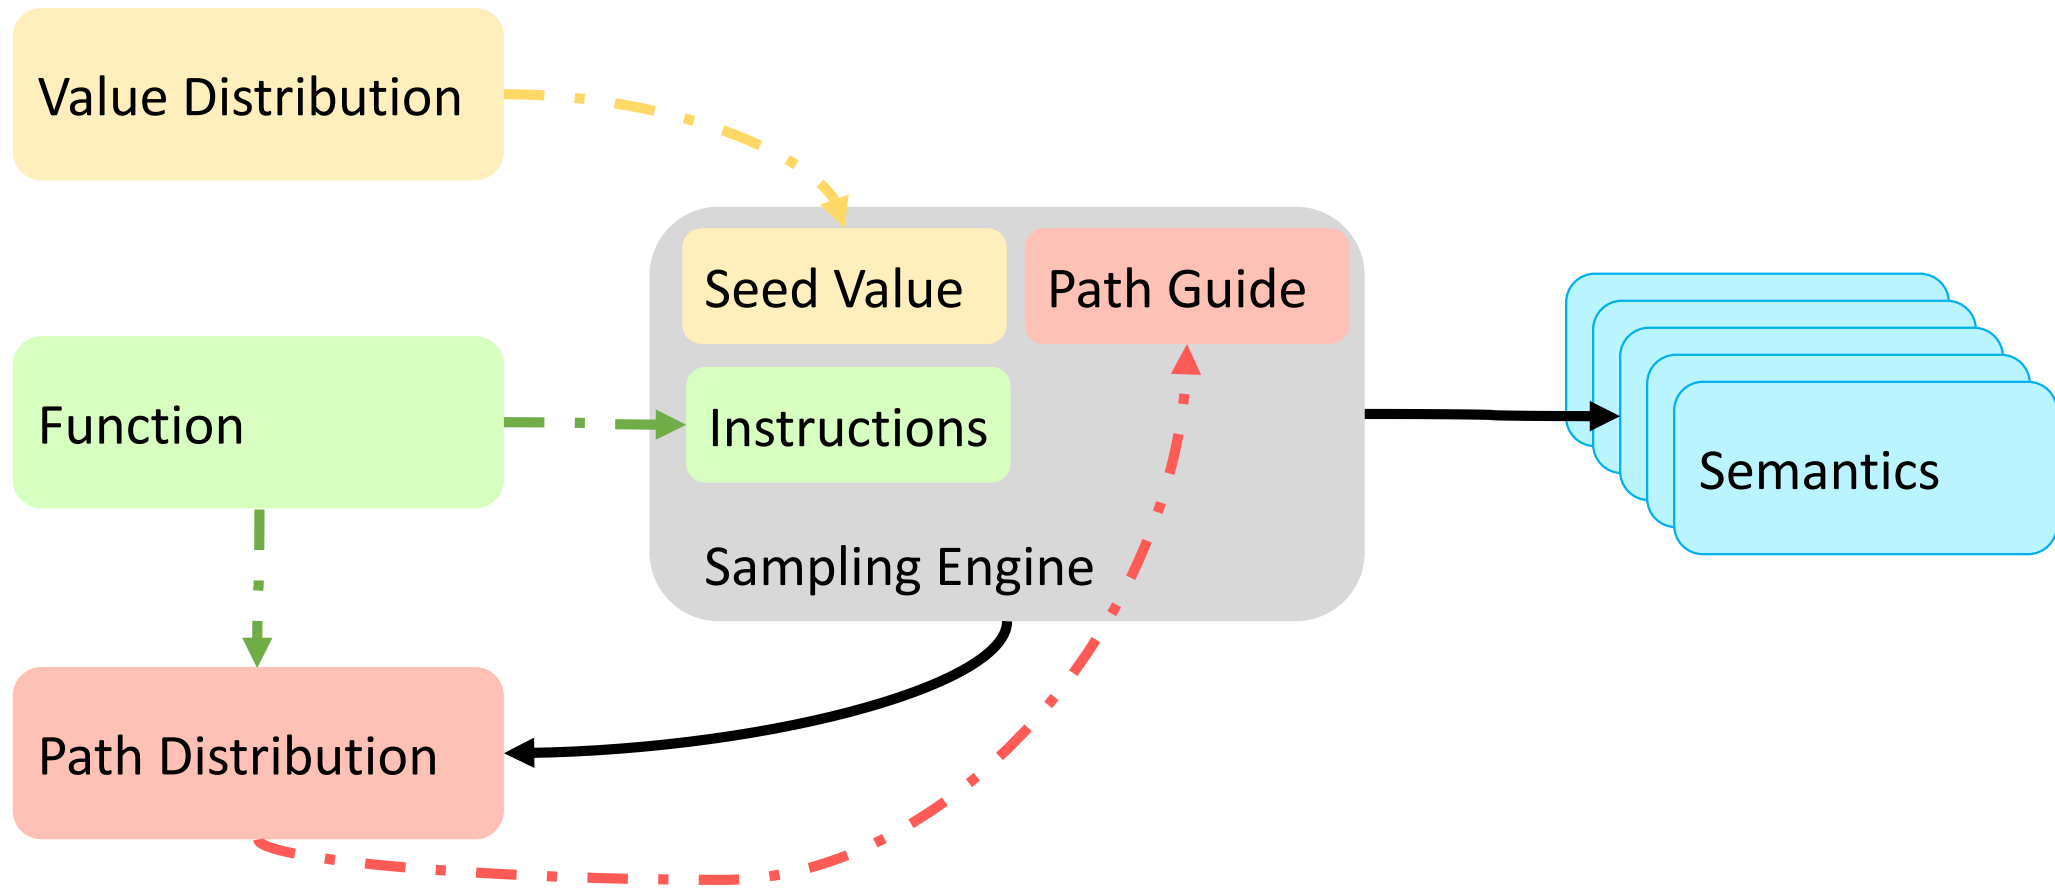 Value Distribution
Seed Value
Path Guide
Function
Instructions
Semantics
Sampling Engine
Path Distribution